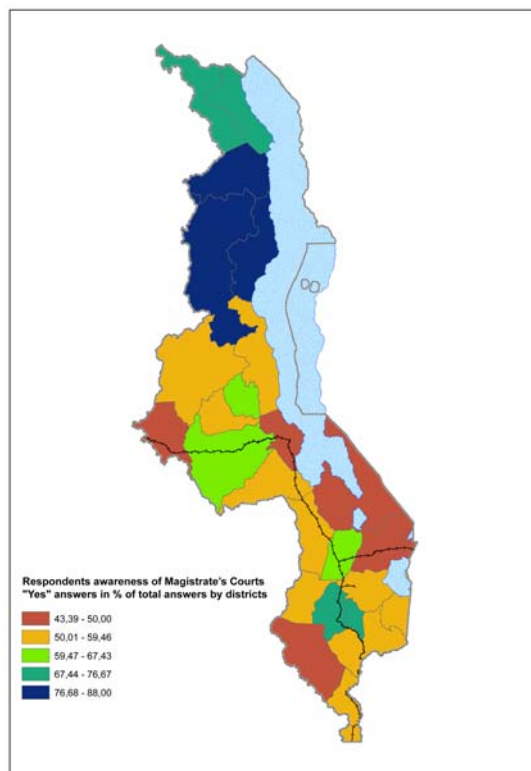 Respondents awareness of Magistrate's Courts
"Yes" answers in % of total answers by districts
43,39 - 50,00
50,01 - 59,46
59,47 - 67,43
67,44 - 76,67
76,68 - 88,00